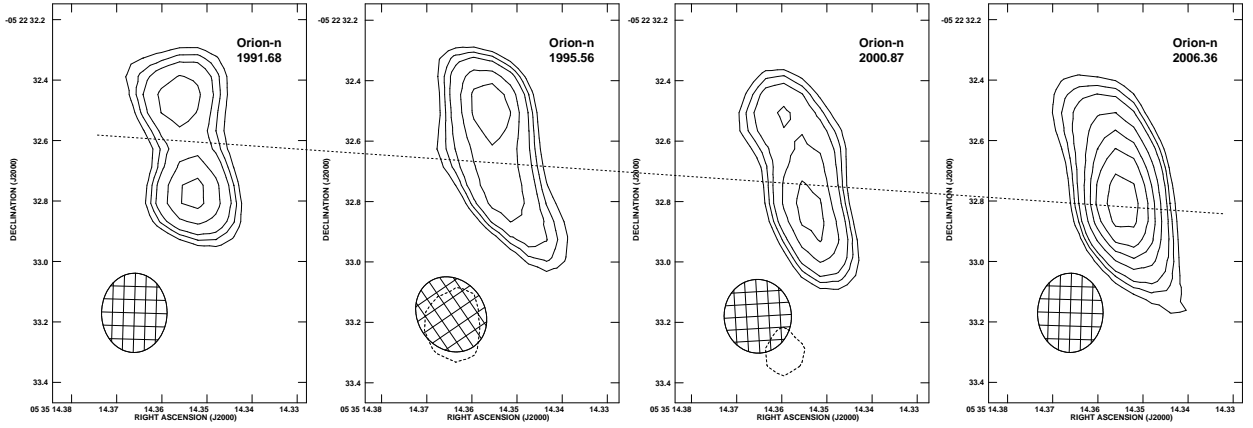 -05 22 32.2
32.4
32.6
32.8
33.0
33.2
33.4
DECLINATION (J2000)
Orion-n
1991.68
05 35 14.38 14.37 14.36 14.35 14.34 14.33
RIGHT ASCENSION (J2000)
-05 22 32.2
32.4
32.6
32.8
33.0
33.2
33.4
DECLINATION (J2000)
Orion-n
1995.56
05 35 14.38 14.37 14.36 14.35 14.34 14.33
RIGHT ASCENSION (J2000)
-05 22 32.2
32.4
32.6
32.8
33.0
33.2
33.4
DECLINATION (J2000)
Orion-n
2000.87
05 35 14.38 14.37 14.36 14.35 14.34 14.33
RIGHT ASCENSION (J2000)
-05 22 32.2
32.4
32.6
32.8
33.0
33.2
33.4
DECLINATION (J2000)
Orion-n
2006.36
05 35 14.38 14.37 14.36 14.35 14.34 14.33
RIGHT ASCENSION (J2000)